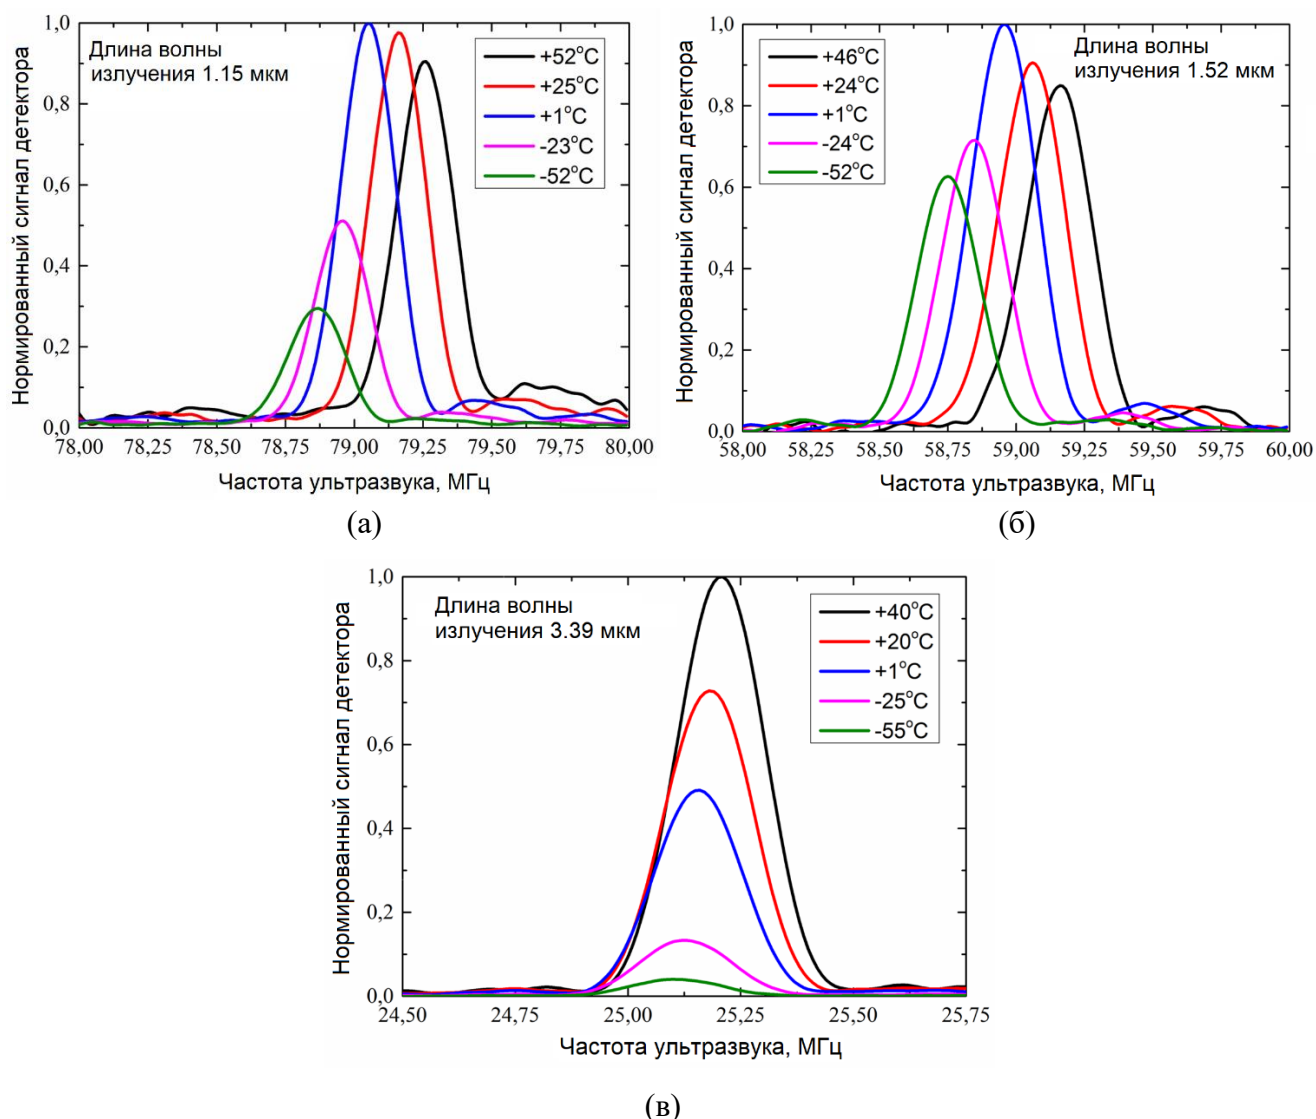 Длина волны
излучения 1.15 мкм
+52°C
+25°C
+1°C
-23°C
-52°C
Нормированный сигнал детектора
1,0
0,8
0,6
0,4
0,2
0,0
78,00 78,25 78,50 78,75 79,00 79,25 79,50 79,75 80,00
Частота ультразвука, МГц
(а)
Длина волны
излучения 1.52 мкм
+46°C
+24°C
+1°C
-24°C
-52°C
Нормированный сигнал детектора
1,0
0,8
0,6
0,4
0,2
0,0
58,00 58,25 58,50 58,75 59,00 59,25 59,50 59,75 60,00
Частота ультразвука, МГц
(б)
Длина волны
излучения 3.39 мкм
+40°C
+20°C
+1°C
-25°C
-55°C
Нормированный сигнал детектора
1,0
0,8
0,6
0,4
0,2
0,0
24,50 24,75 25,00 25,25 25,50 25,75
Частота ультразвука, МГц
(в)